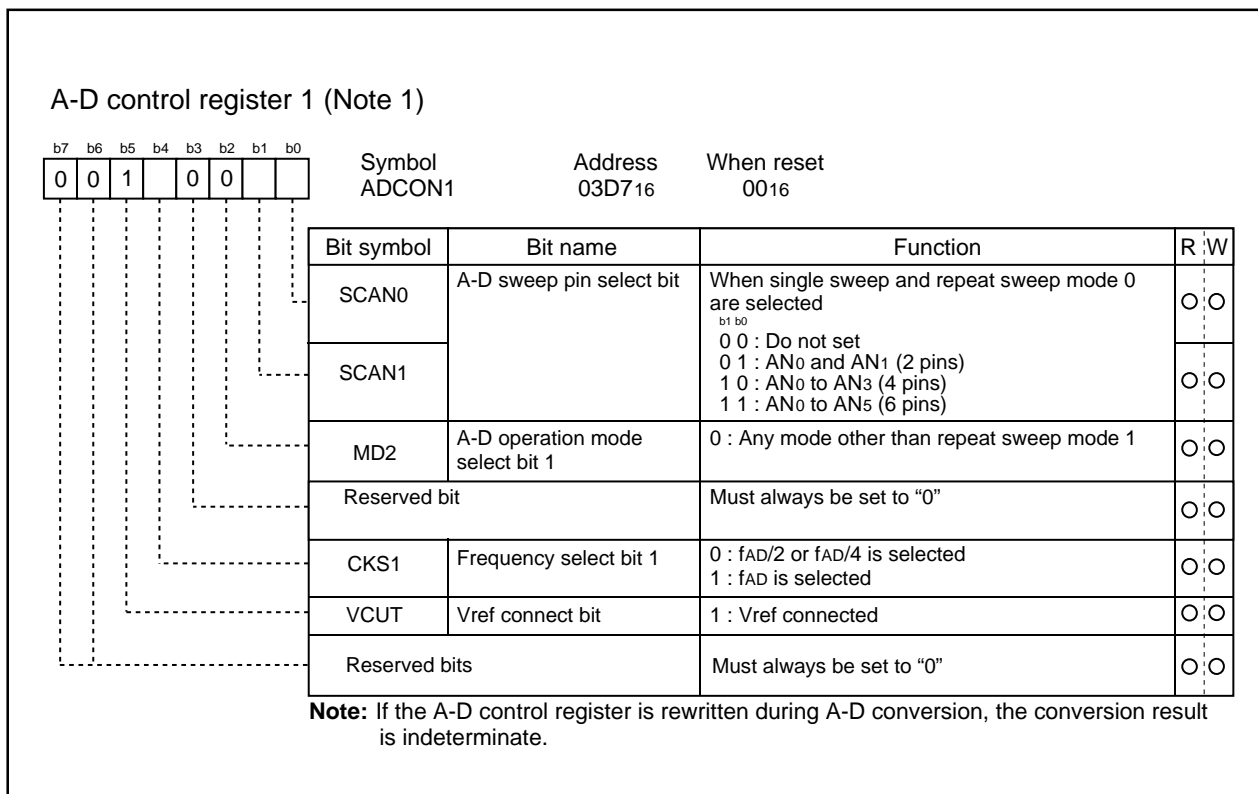 A-D control register 1 (Note 1)
b7 b6 b5 b4 b3 b2 b1 b0
0 0 1 0 0
Symbol Address When reset
ADCON1 03D716 0016
Bit symbol Bit name Function R W
SCAN0 A-D sweep pin select bit When single sweep and repeat sweep mode 0
are selected
b1 b0
0 0 : Do not set
0 1 : AN0 and AN1 (2 pins)
SCAN1 1 0 : AN0 to AN3 (4 pins)
1 1 : AN0 to AN5 (6 pins)
MD2 A-D operation mode
select bit 1 0 : Any mode other than repeat sweep mode 1
Reserved bit Must always be set to “0”
CKS1 Frequency select bit 1 0 : fAD/2 or fAD/4 is selected
1 : fAD is selected
VCUT Vref connect bit 1 : Vref connected
Reserved bits Must always be set to “0”
Note: If the A-D control register is rewritten during A-D conversion, the conversion result
is indeterminate.